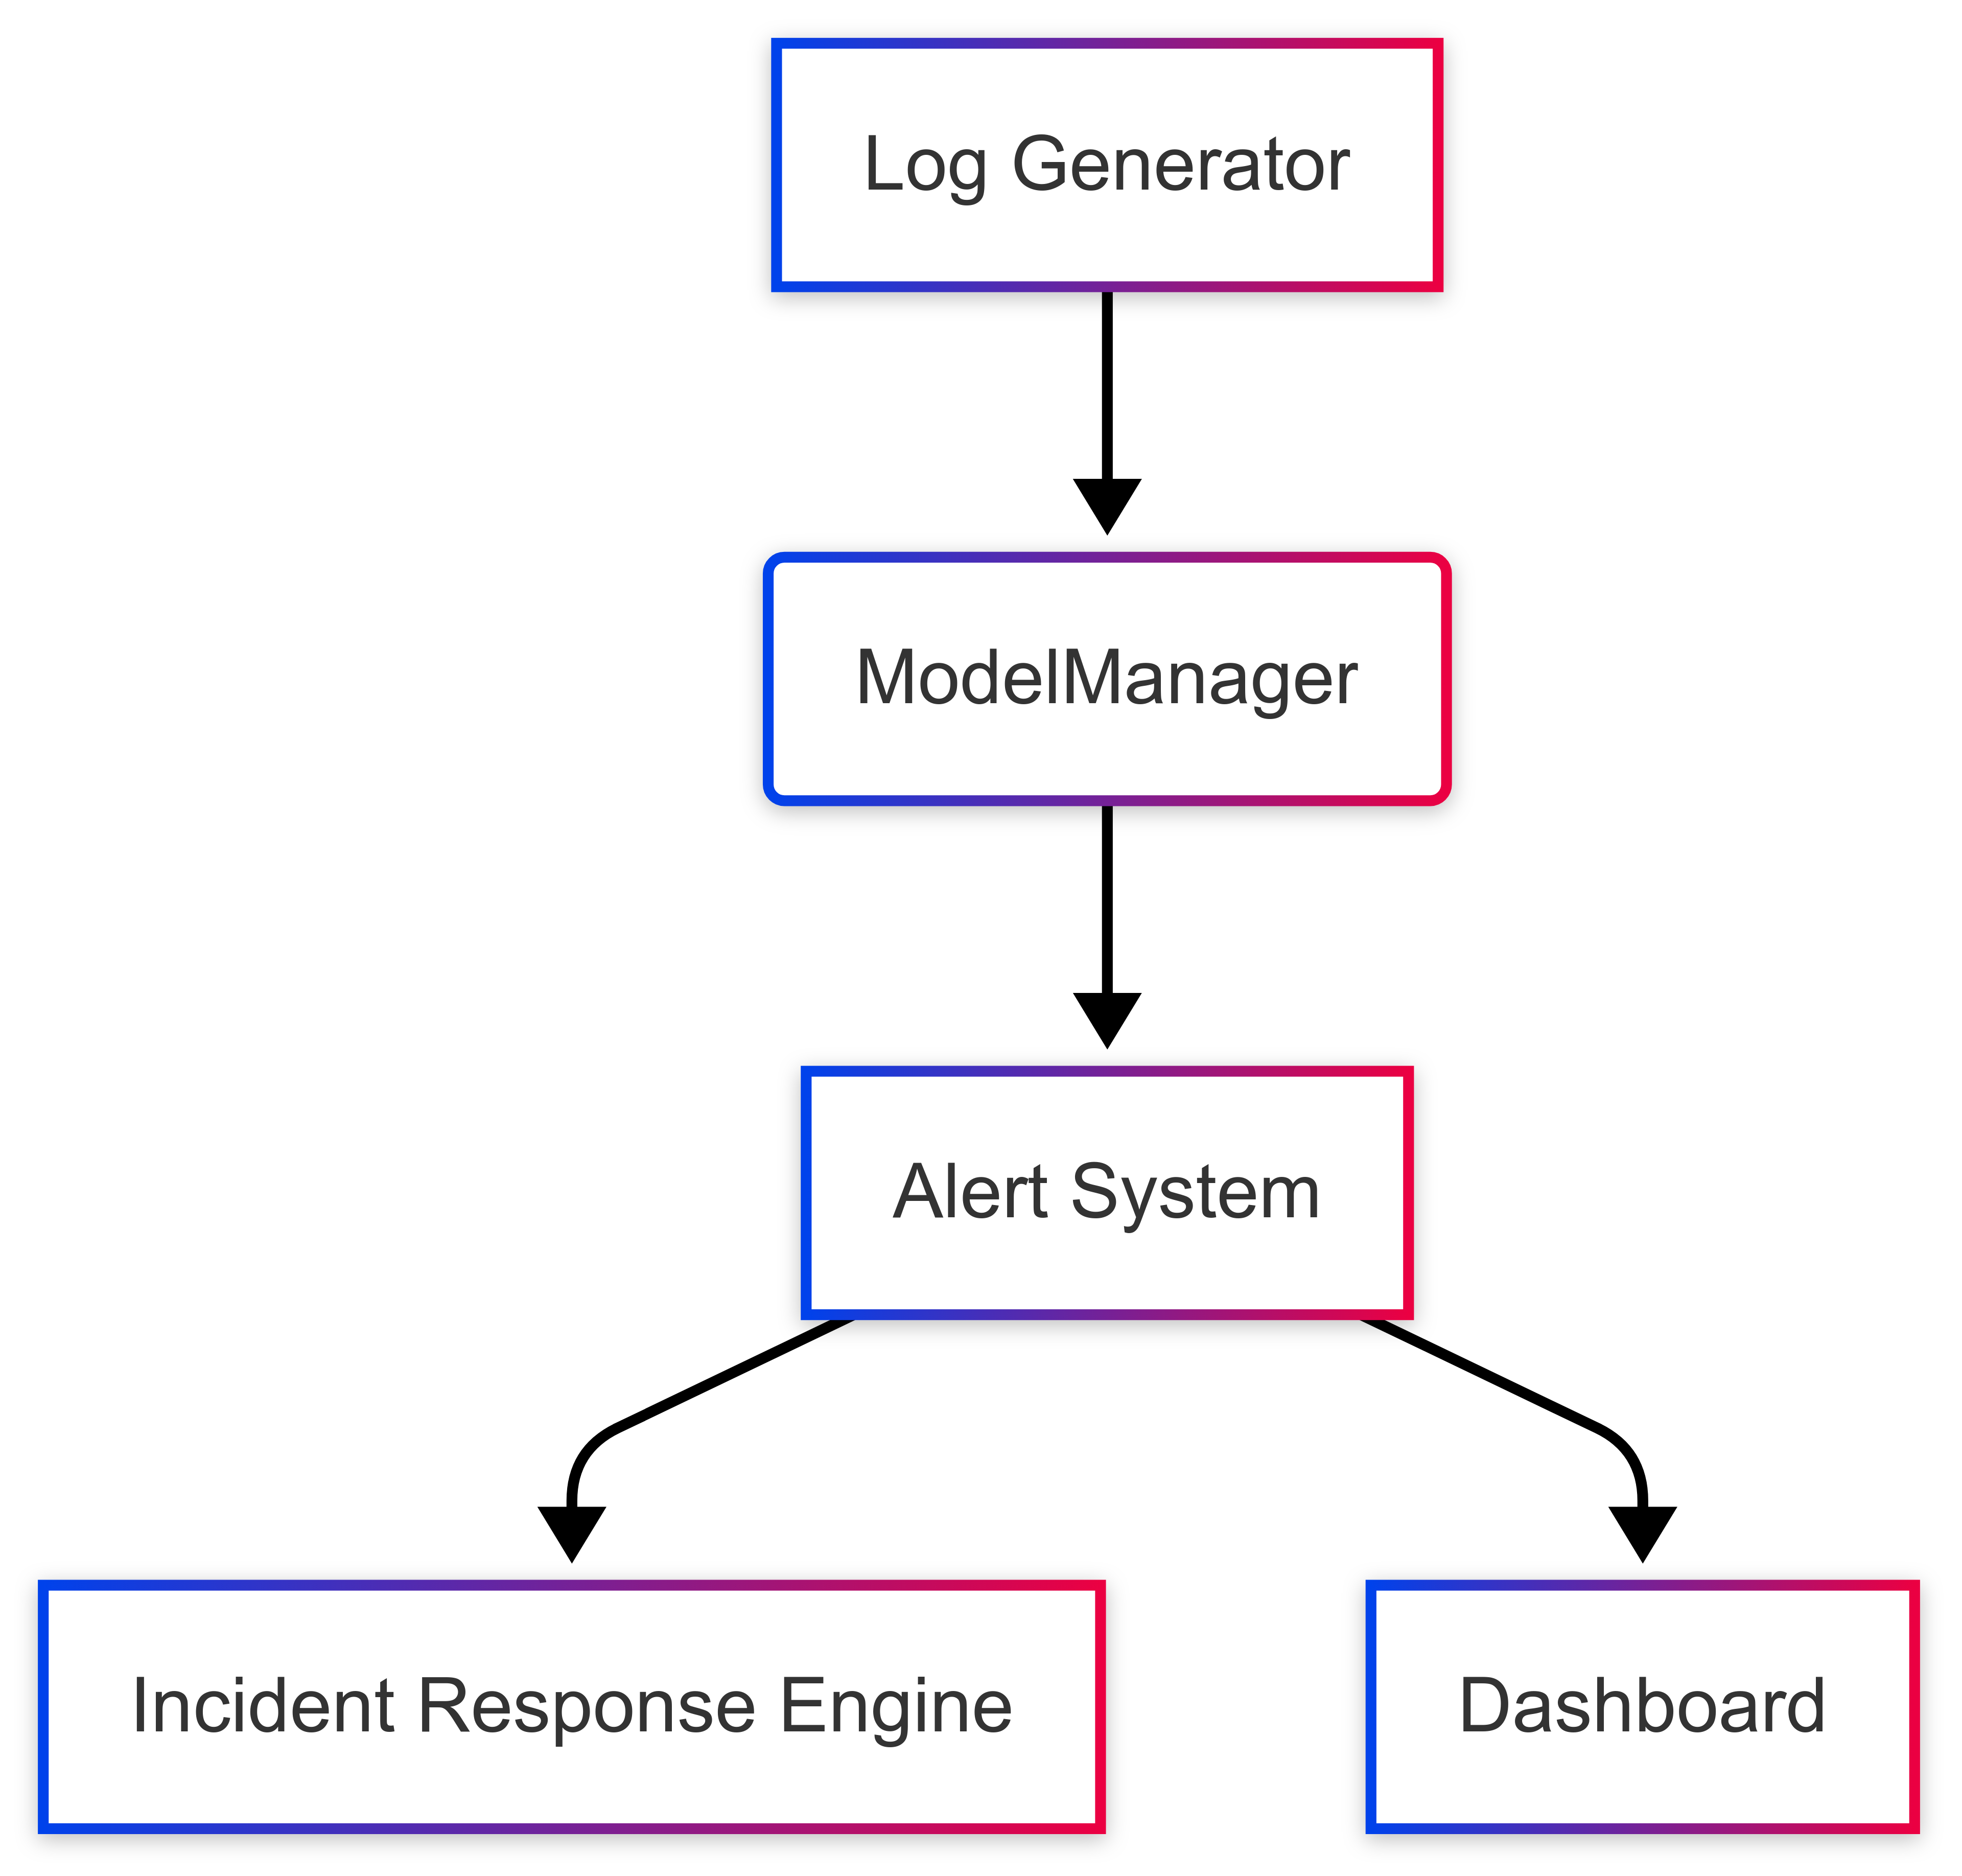 Log Generator
ModelManager
Alert System
Incident Response Engine
Dashboard